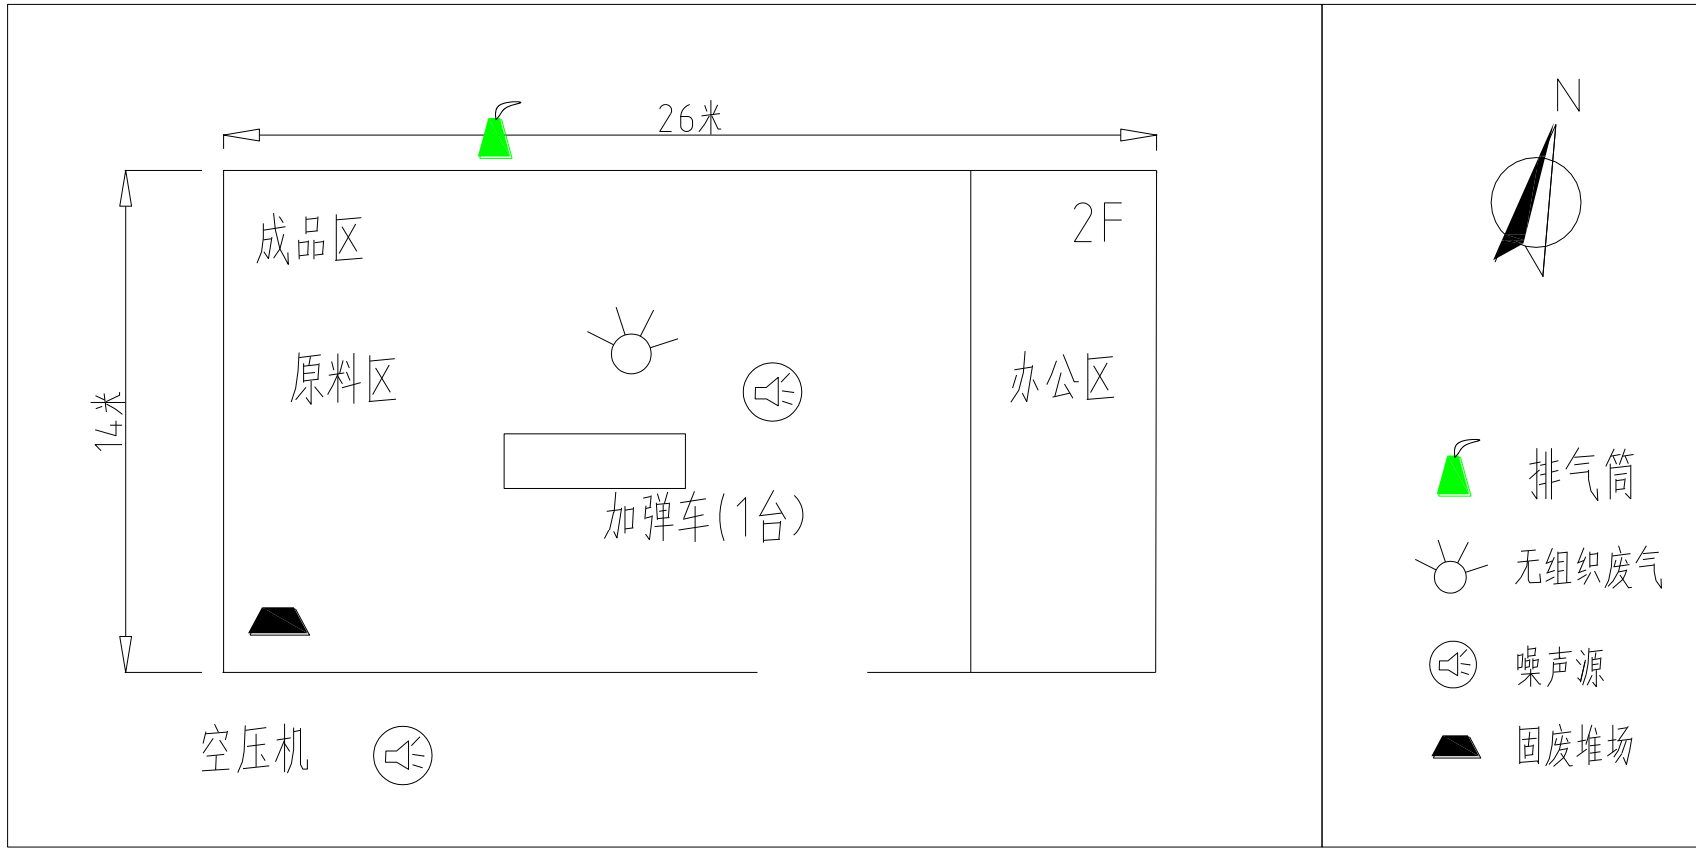 26米
N
成品区
2F
原料区
办公区
14米
加弹车(1台)
空压机
排气筒
无组织废气
噪声源
固废堆场